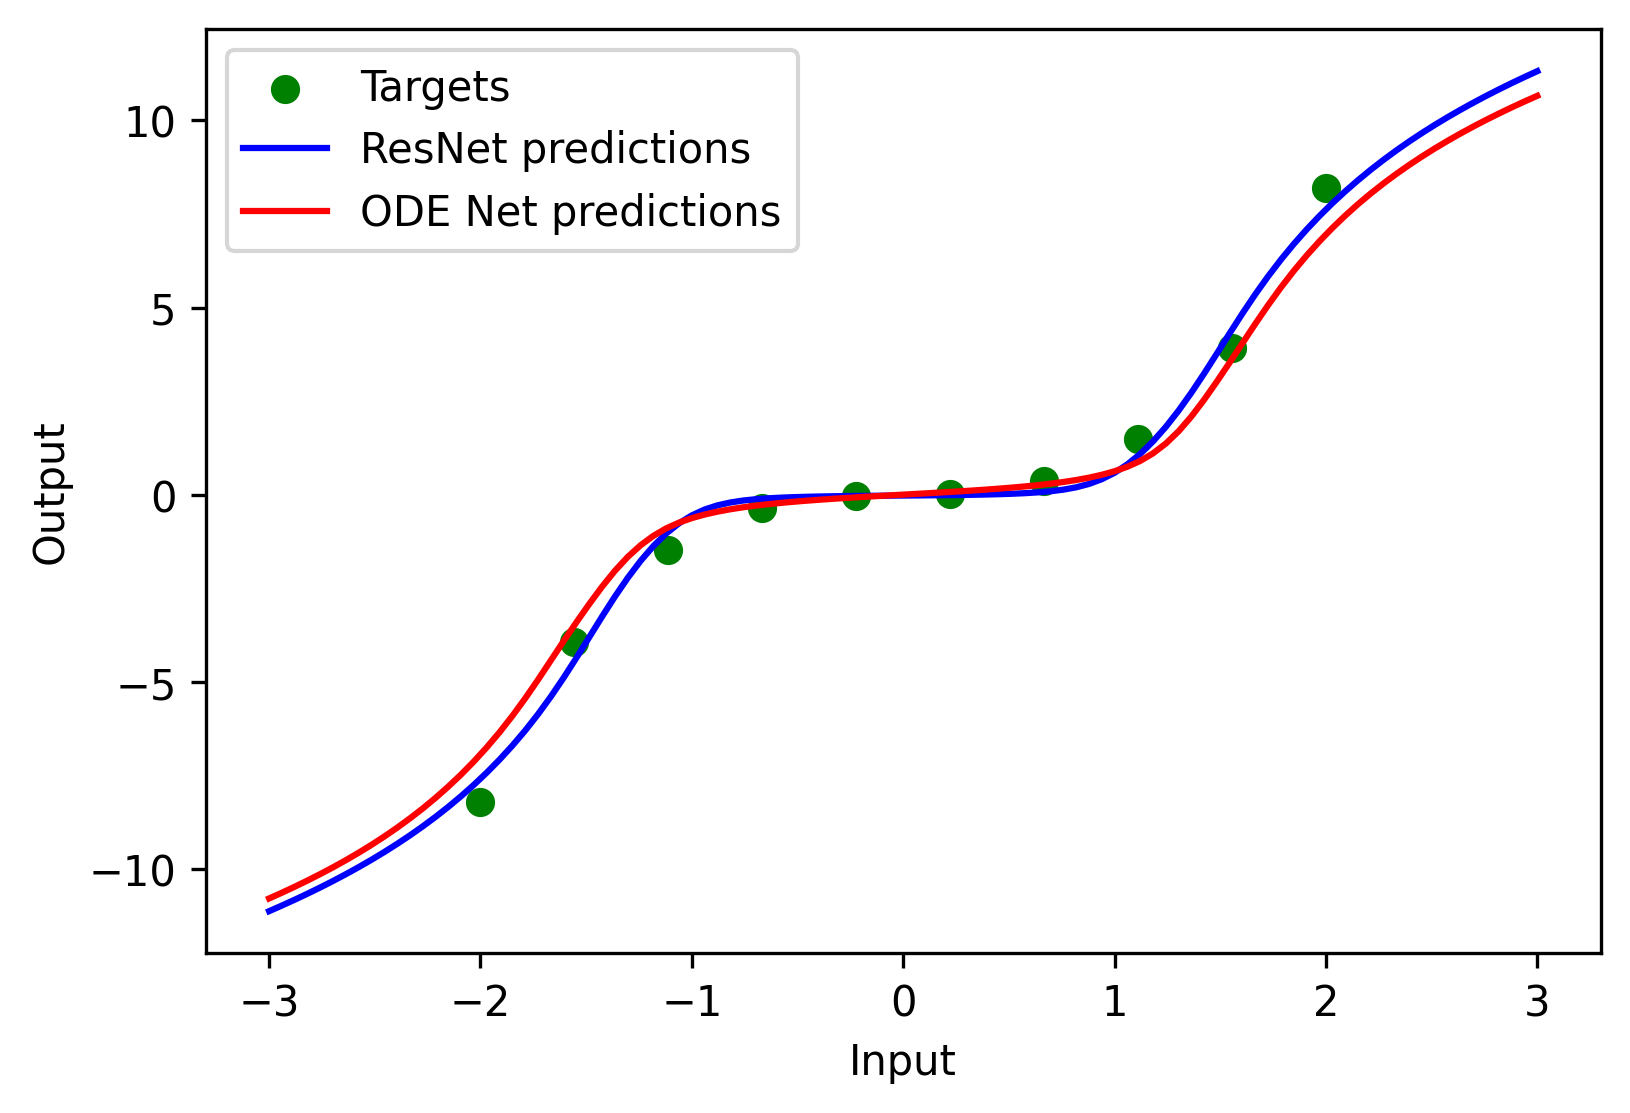 Targets
ResNet predictions
ODE Net predictions
10
5
0
−5
−10
Output
−3 −2 −1 0 1 2 3
Input